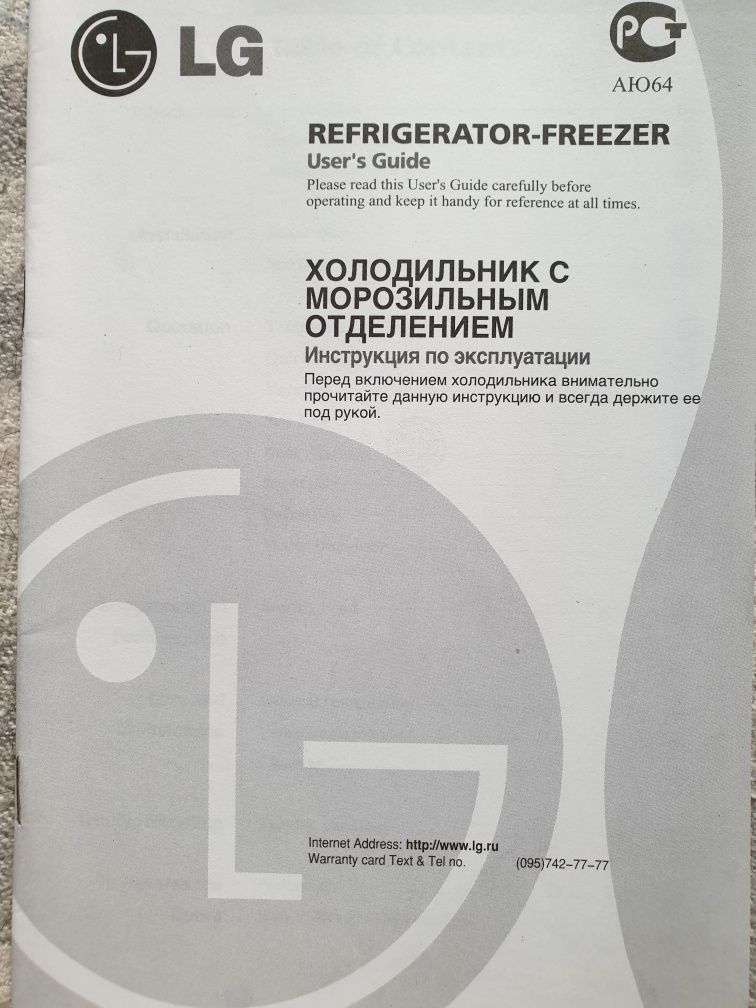 LG
РСТ
АЮ64
REFRIGERATOR-FREEZER
User's Guide
Please read this User's Guide carefully before
operating and keep it handy for reference at all times.
ХОЛОДИЛЬНИК С
МОРОЗИЛЬНЫМ
ОТДЕЛЕНИЕМ
Инструкция по эксплуатации
Перед включением холодильника внимательно
прочитайте данную инструкцию и всегда держите ее
под рукой.
Internet Address: http://www.lg.ru
Warranty card Text & Tel no. (095)742-77-77